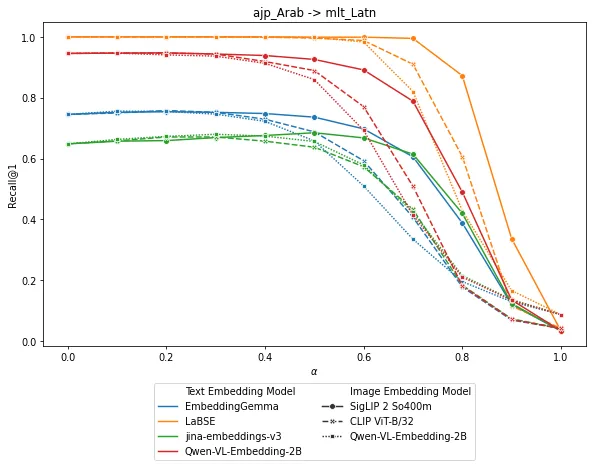 ajp_Arab -> mlt_Latn
Recall@1
1.0
0.8
0.6
0.4
0.2
0.0
0.0 0.2 0.4 0.6 0.8 1.0
α
Text Embedding Model
EmbeddingGemma
LaBSE
jina-embeddings-v3
Qwen-VL-Embedding-2B
Image Embedding Model
SigLIP 2 So400m
CLIP ViT-B/32
Qwen-VL-Embedding-2B